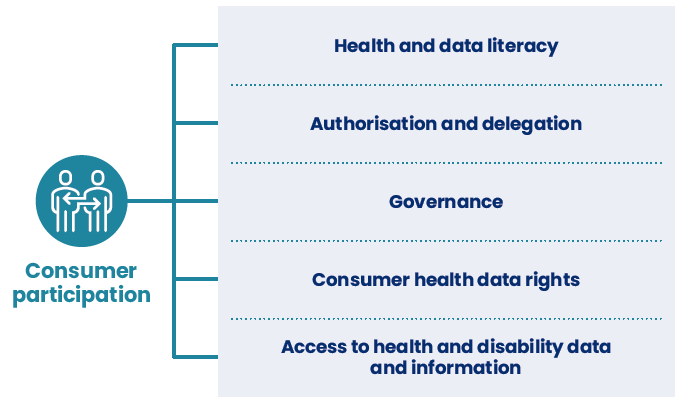 Health and data literacy
Authorisation and delegation
Governance
Consumer
participation
Consumer health data rights
Access to health and disability data
and information